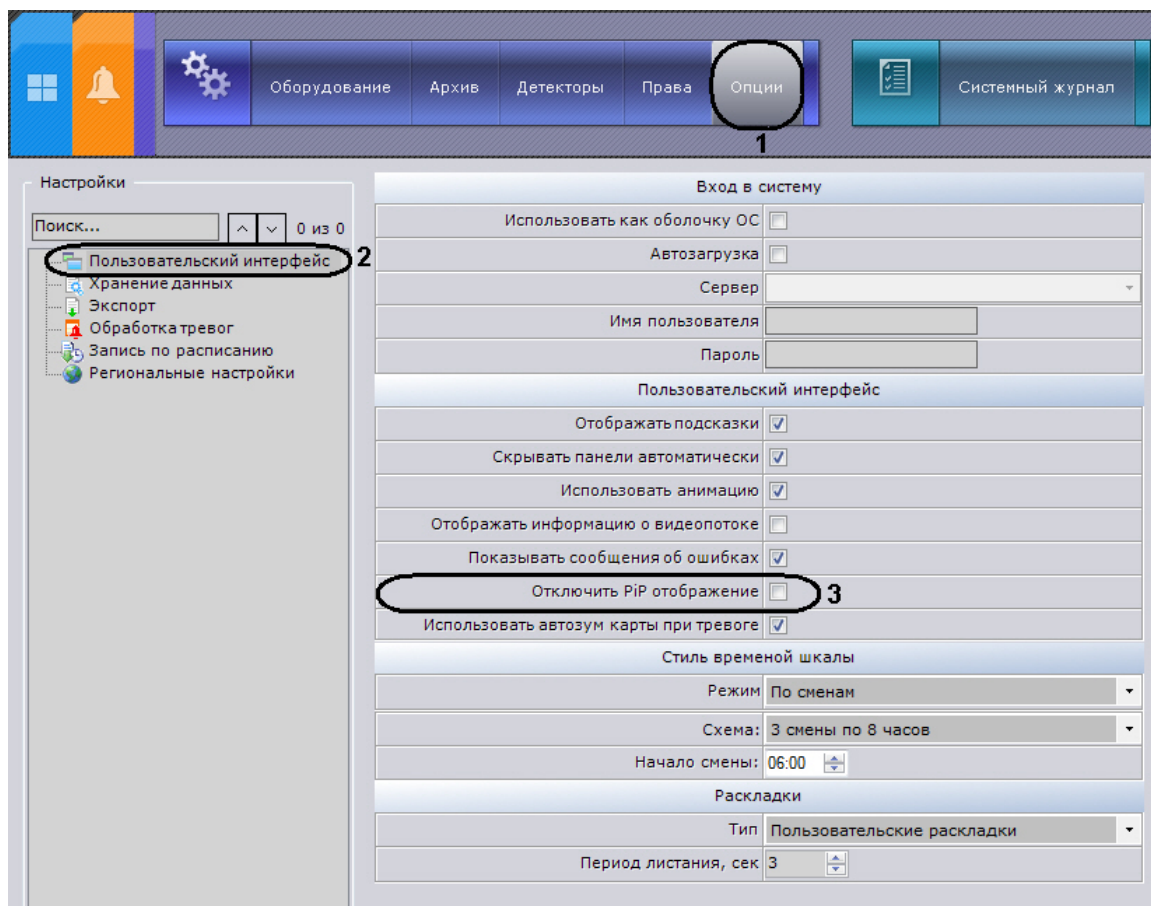 Оборудование Архив Детекторы Права Опции Системный журнал
1
Настройки
Поиск... 0 из 0
Пользовательский интерфейс 2
Хранение данных
Экспорт
Обработка тревог
Запись по расписанию
Региональные настройки
Вход в систему
Использовать как оболочку ОС
Автозагрузка
Сервер
Имя пользователя
Пароль
Пользовательский интерфейс
Отображать подсказки
Скрывать панели автоматически
Использовать анимацию
Отображать информацию о видеопотоке
Показывать сообщения об ошибках
Отключить PiP отображение 3
Использовать автозум карты при тревоге
Стиль временой шкалы
Режим По сменам
Схема: 3 смены по 8 часов
Начало смены: 06:00
Раскладки
Тип Пользовательские раскладки
Период листания, сек 3